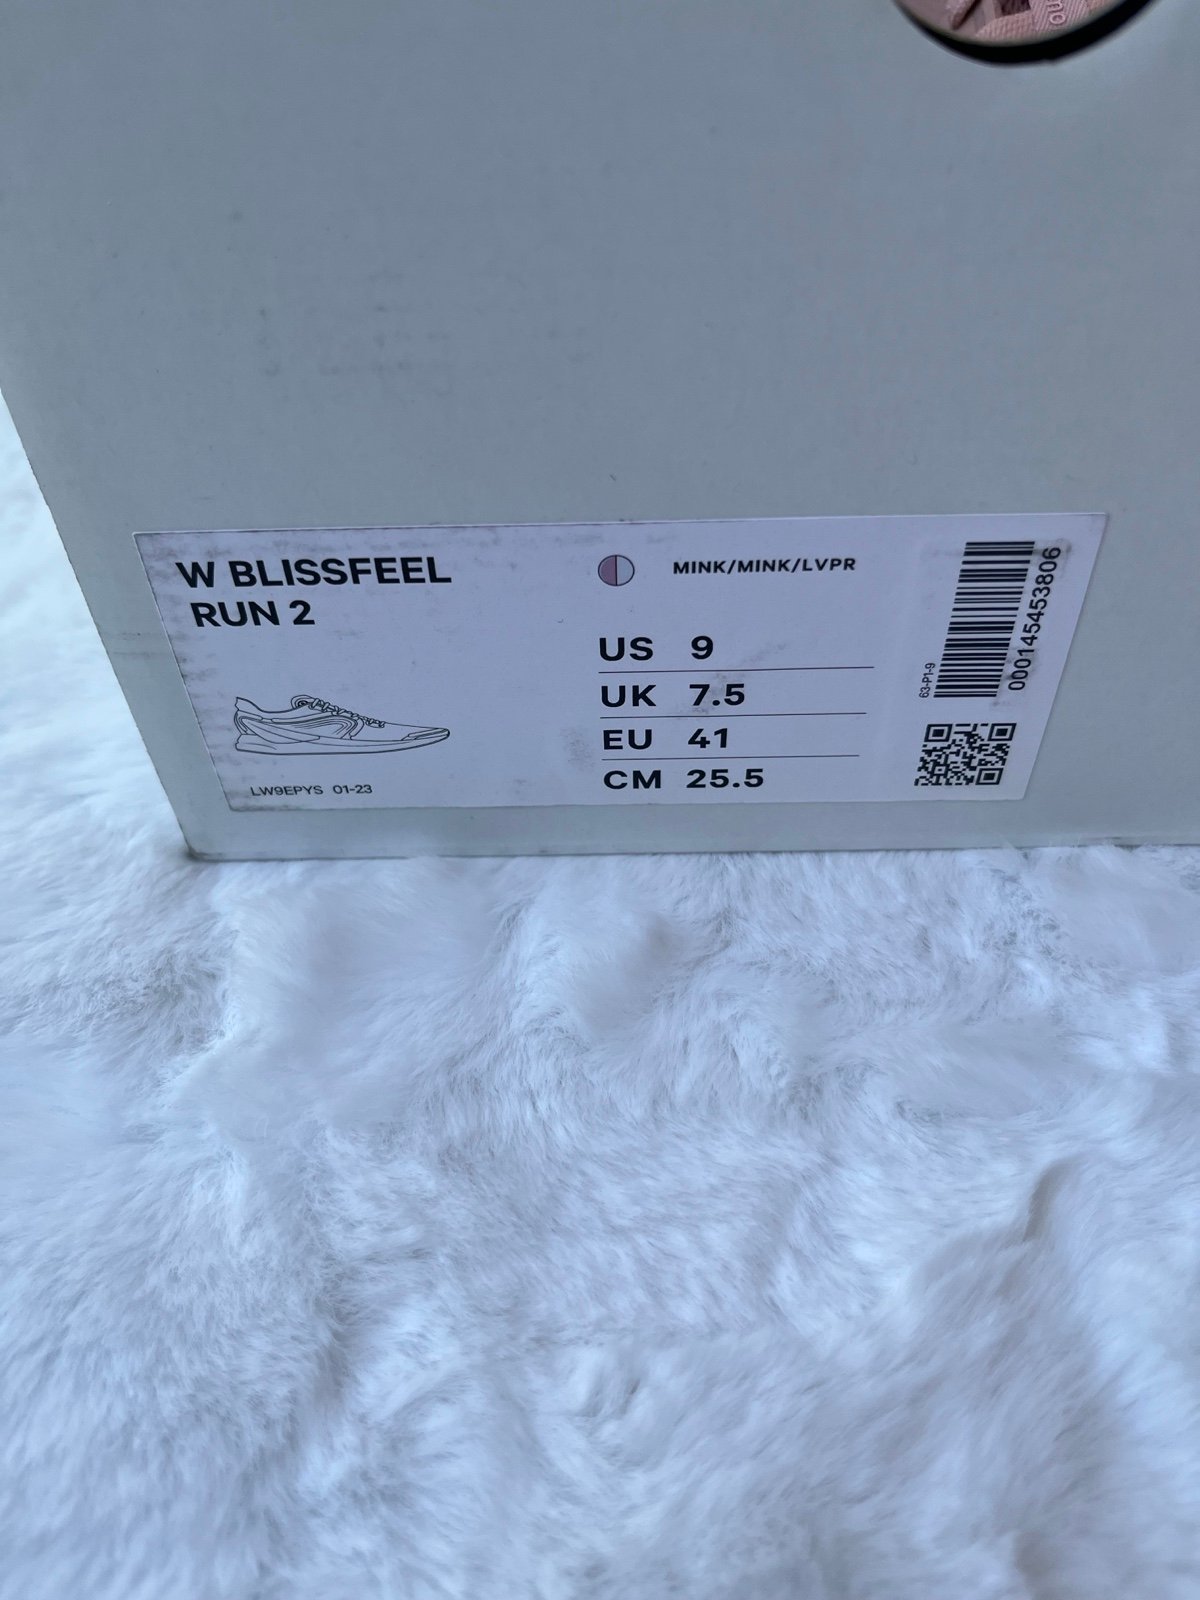 W BLISSFEEL
RUN 2
LW9EPYS 01-23
MINK/MINK/LVPR
US 9
UK 7.5
EU 41
CM 25.5
63-P1-9
000145453806